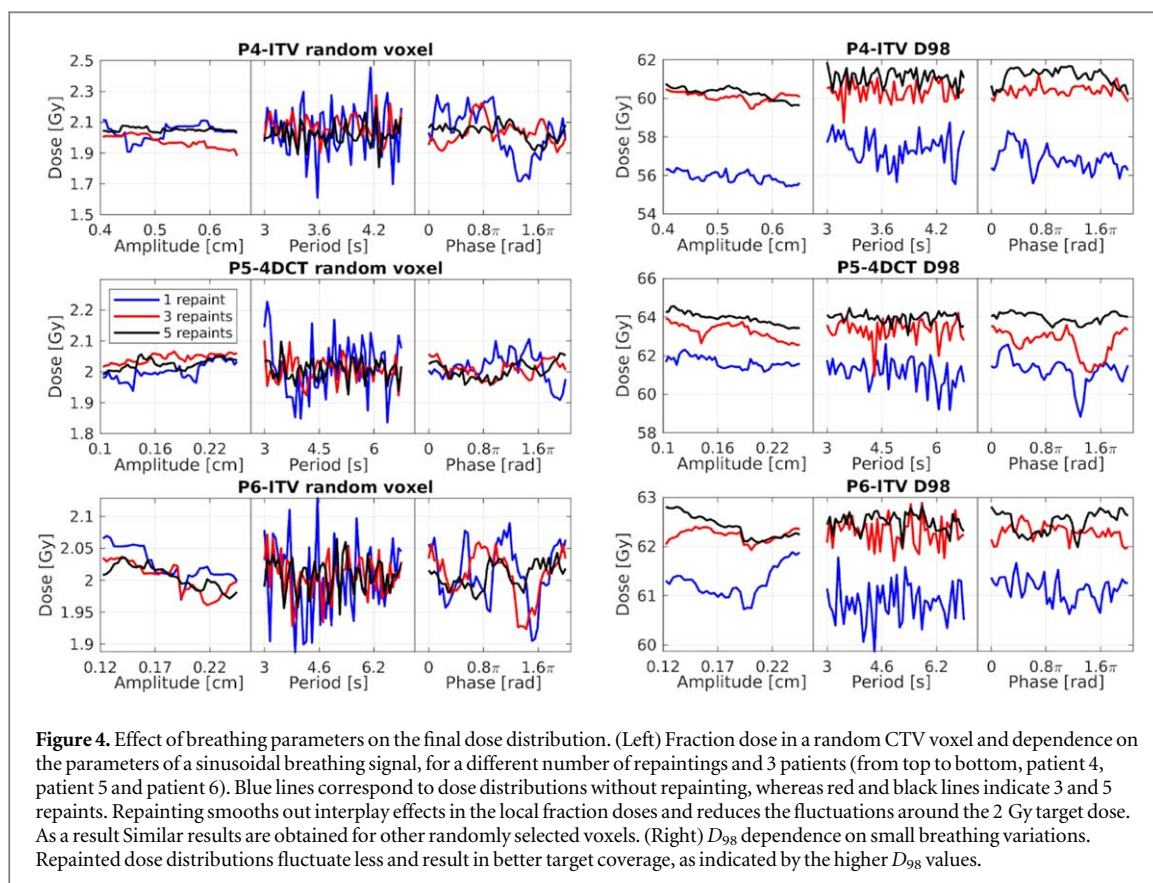 P4-ITV random voxel
Dose [Gy]
2.5
2.3
2.1
1.9
1.7
1.5
0.4 0.5 0.6 3 3.6 4.2 0 0.8π 1.6π
Amplitude [cm] Period [s] Phase [rad]
P4-ITV D98
Dose [Gy]
62
60
58
56
54
0.4 0.5 0.6 3 3.6 4.2 0 0.8π 1.6π
Amplitude [cm] Period [s] Phase [rad]
P5-4DCT random voxel
1 repaint
3 repaints
5 repaints
Dose [Gy]
2.2
2.1
2
1.9
1.8
0.1 0.16 0.22 3 4.5 6 0 0.8π 1.6π
Amplitude [cm] Period [s] Phase [rad]
P5-4DCT D98
Dose [Gy]
66
64
62
60
58
0.1 0.16 0.22 3 4.5 6 0 0.8π 1.6π
Amplitude [cm] Period [s] Phase [rad]
P6-ITV random voxel
Dose [Gy]
2.1
2.05
2
1.95
1.9
0.12 0.17 0.22 3 4.6 6.2 0 0.8π 1.6π
Amplitude [cm] Period [s] Phase [rad]
P6-ITV D98
Dose [Gy]
63
62
61
60
0.12 0.17 0.22 3 4.6 6.2 0 0.8π 1.6π
Amplitude [cm] Period [s] Phase [rad]
Figure 4. Effect of breathing parameters on the final dose distribution. (Left) Fraction dose in a random CTV voxel and dependence on
the parameters of a sinusoidal breathing signal, for a different number of repaintings and 3 patients (from top to bottom, patient 4,
patient 5 and patient 6). Blue lines correspond to dose distributions without repainting, whereas red and black lines indicate 3 and 5
repaints. Repainting smooths out interplay effects in the local fraction doses and reduces the fluctuations around the 2 Gy target dose.
As a result Similar results are obtained for other randomly selected voxels. (Right) D98 dependence on small breathing variations.
Repainted dose distributions fluctuate less and result in better target coverage, as indicated by the higher D98 values.